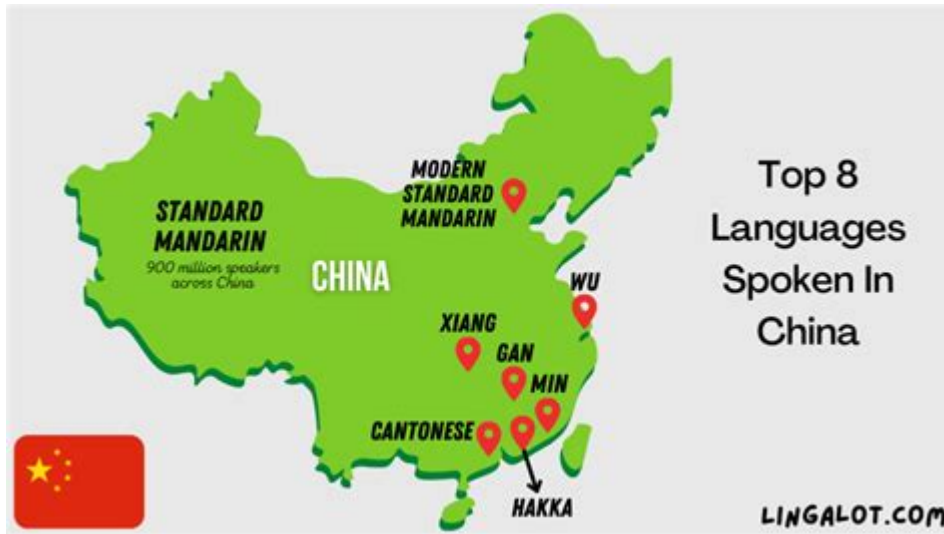 MODERN
STANDARD
MANDARIN
STANDARD
MANDARIN
900 million speakers
across China
CHINA
WU
XIANG
GAN
MIN
CANTONESE
HAKKA
Top 8
Languages
Spoken In
China
LINGALOT.COM